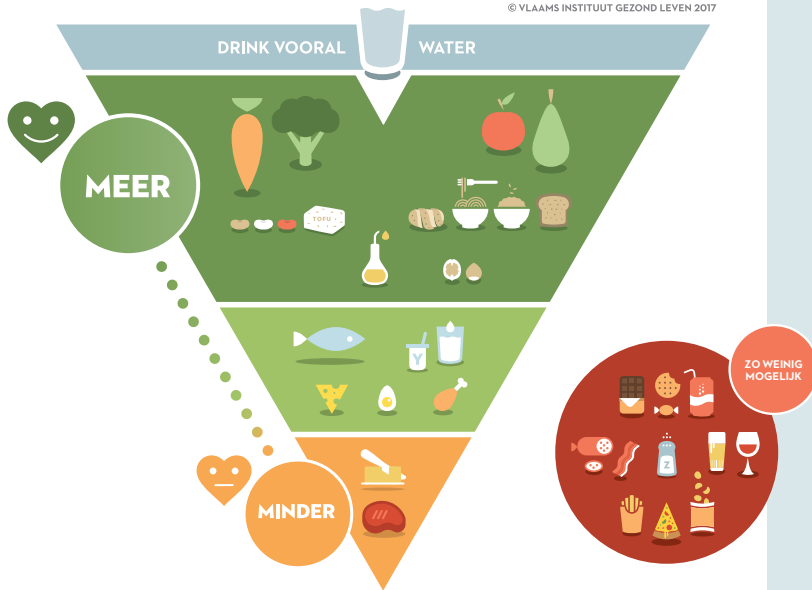 © VLAAMS INSTITUUT GEZOND LEVEN 2017
DRINK VOORAL WATER
MEER
TOFU
Y
ZO WEINIG
MOGELIJK
Z
MINDER